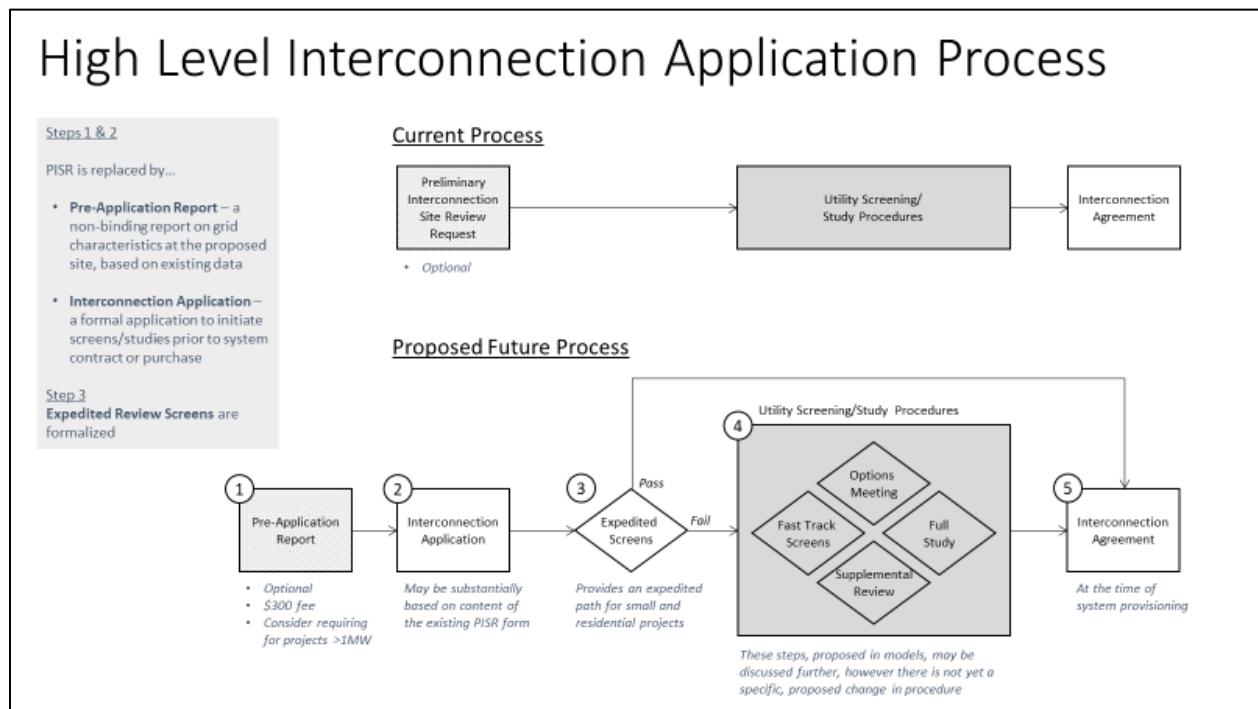 High Level Interconnection Application Process
Steps 1 & 2
PISR is replaced by...
• Pre-Application Report – a
non-binding report on grid
characteristics at the proposed
site, based on existing data
• Interconnection Application –
a formal application to initiate
screens/studies prior to system
contract or purchase
Step 3
Expedited Review Screens are
formalized
Current Process
Preliminary
Interconnection
Site Review
Request
• Optional
Utility Screening/
Study Procedures
Interconnection
Agreement
Proposed Future Process
1
Pre-Application
Report
• Optional
• $300 fee
• Consider requiring
for projects >1MW
2
Interconnection
Application
May be substantially
based on content of
the existing PISR form
3
Expedited
Screens
Pass
Fail
Provides an expedited
path for small and
residential projects
Utility Screening/Study Procedures
4
Options
Meeting
Fast Track
Screens
Full
Study
Supplemental
Review
These steps, proposed in models, may be
discussed further, however there is not yet a
specific, proposed change in procedure
5
Interconnection
Agreement
At the time of
system provisioning